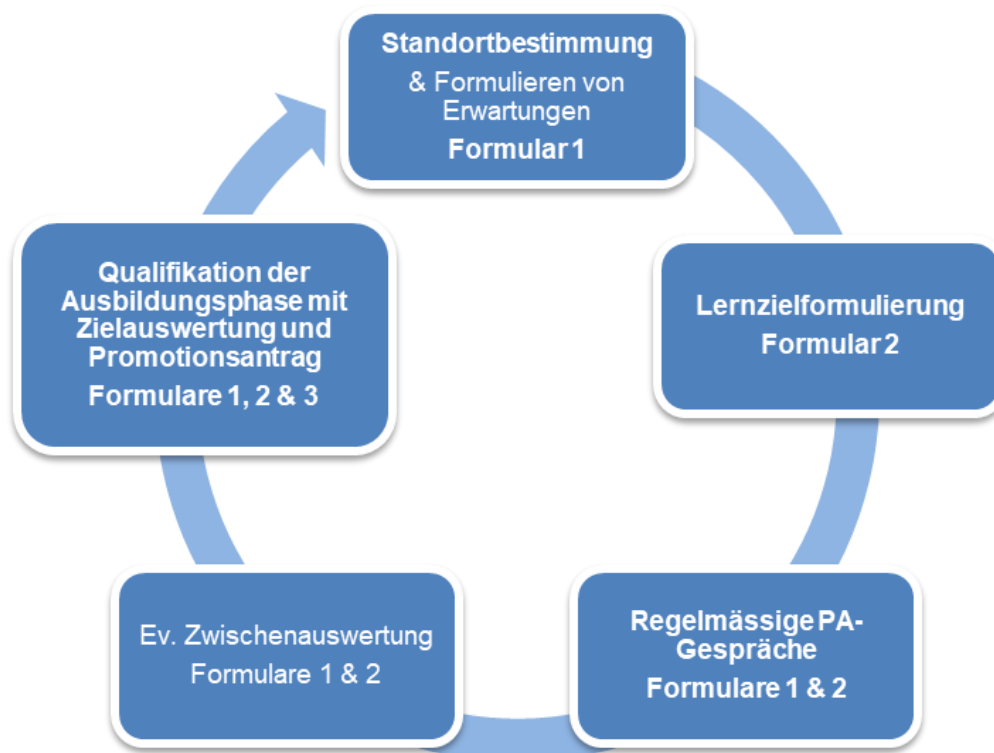 Standortbestimmung
& Formulieren von
Erwartungen
Formular 1
Lernzielformulierung
Formular 2
Regelmässige PA-
Gespräche
Formulare 1 & 2
Ev. Zwischenauswertung
Formulare 1 & 2
Qualifikation der
Ausbildungsphase mit
Zielauswertung und
Promotionsantrag
Formulare 1, 2 & 3